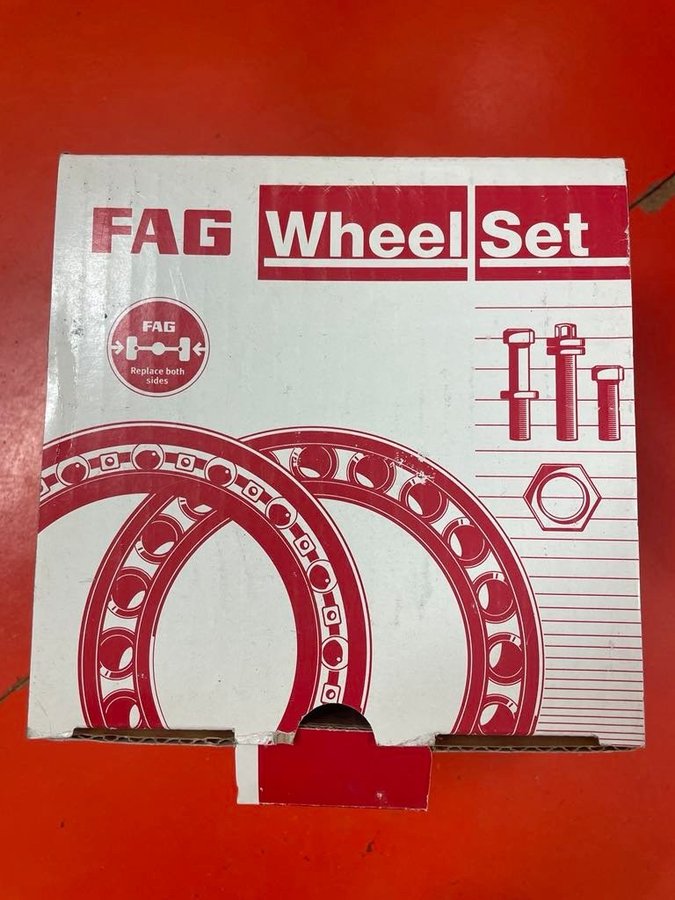 FAG Wheel Set
FAG
Replace both
sides